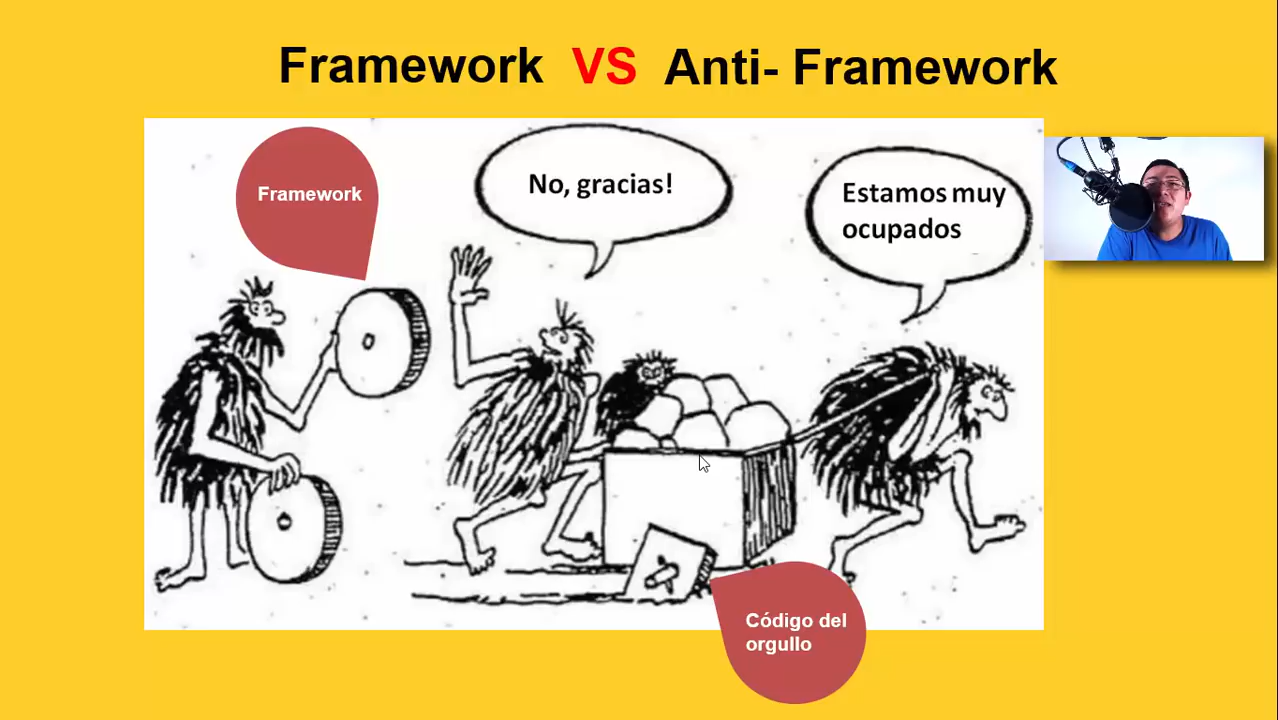 Framework VS Anti- Framework
Framework
No, gracias!
Estamos muy
ocupados
Código del
orgullo